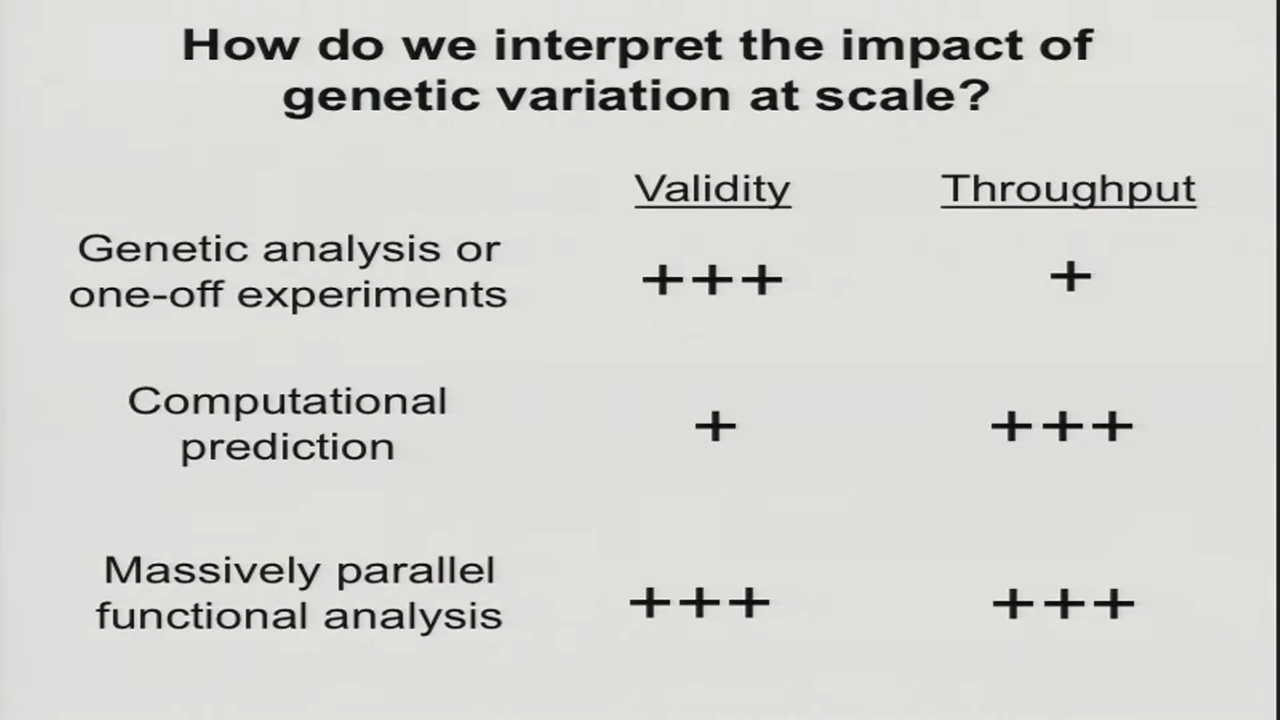 How do we interpret the impact of
genetic variation at scale?
Validity Throughput
Genetic analysis or
one-off experiments
+++ +
Computational
prediction
+ +++
Massively parallel
functional analysis
+++ +++